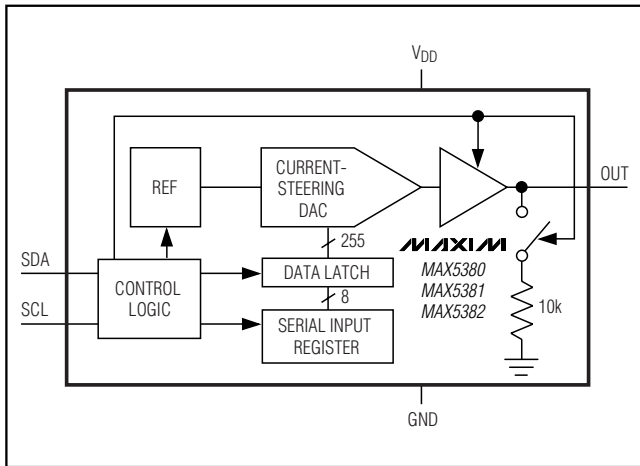 VDD
REF
CURRENT-
STEERING
DAC
OUT
255
MAXIM
MAX5380
MAX5381
MAX5382
SDA
SCL
CONTROL
LOGIC
DATA LATCH
8
SERIAL INPUT
REGISTER
10k
GND